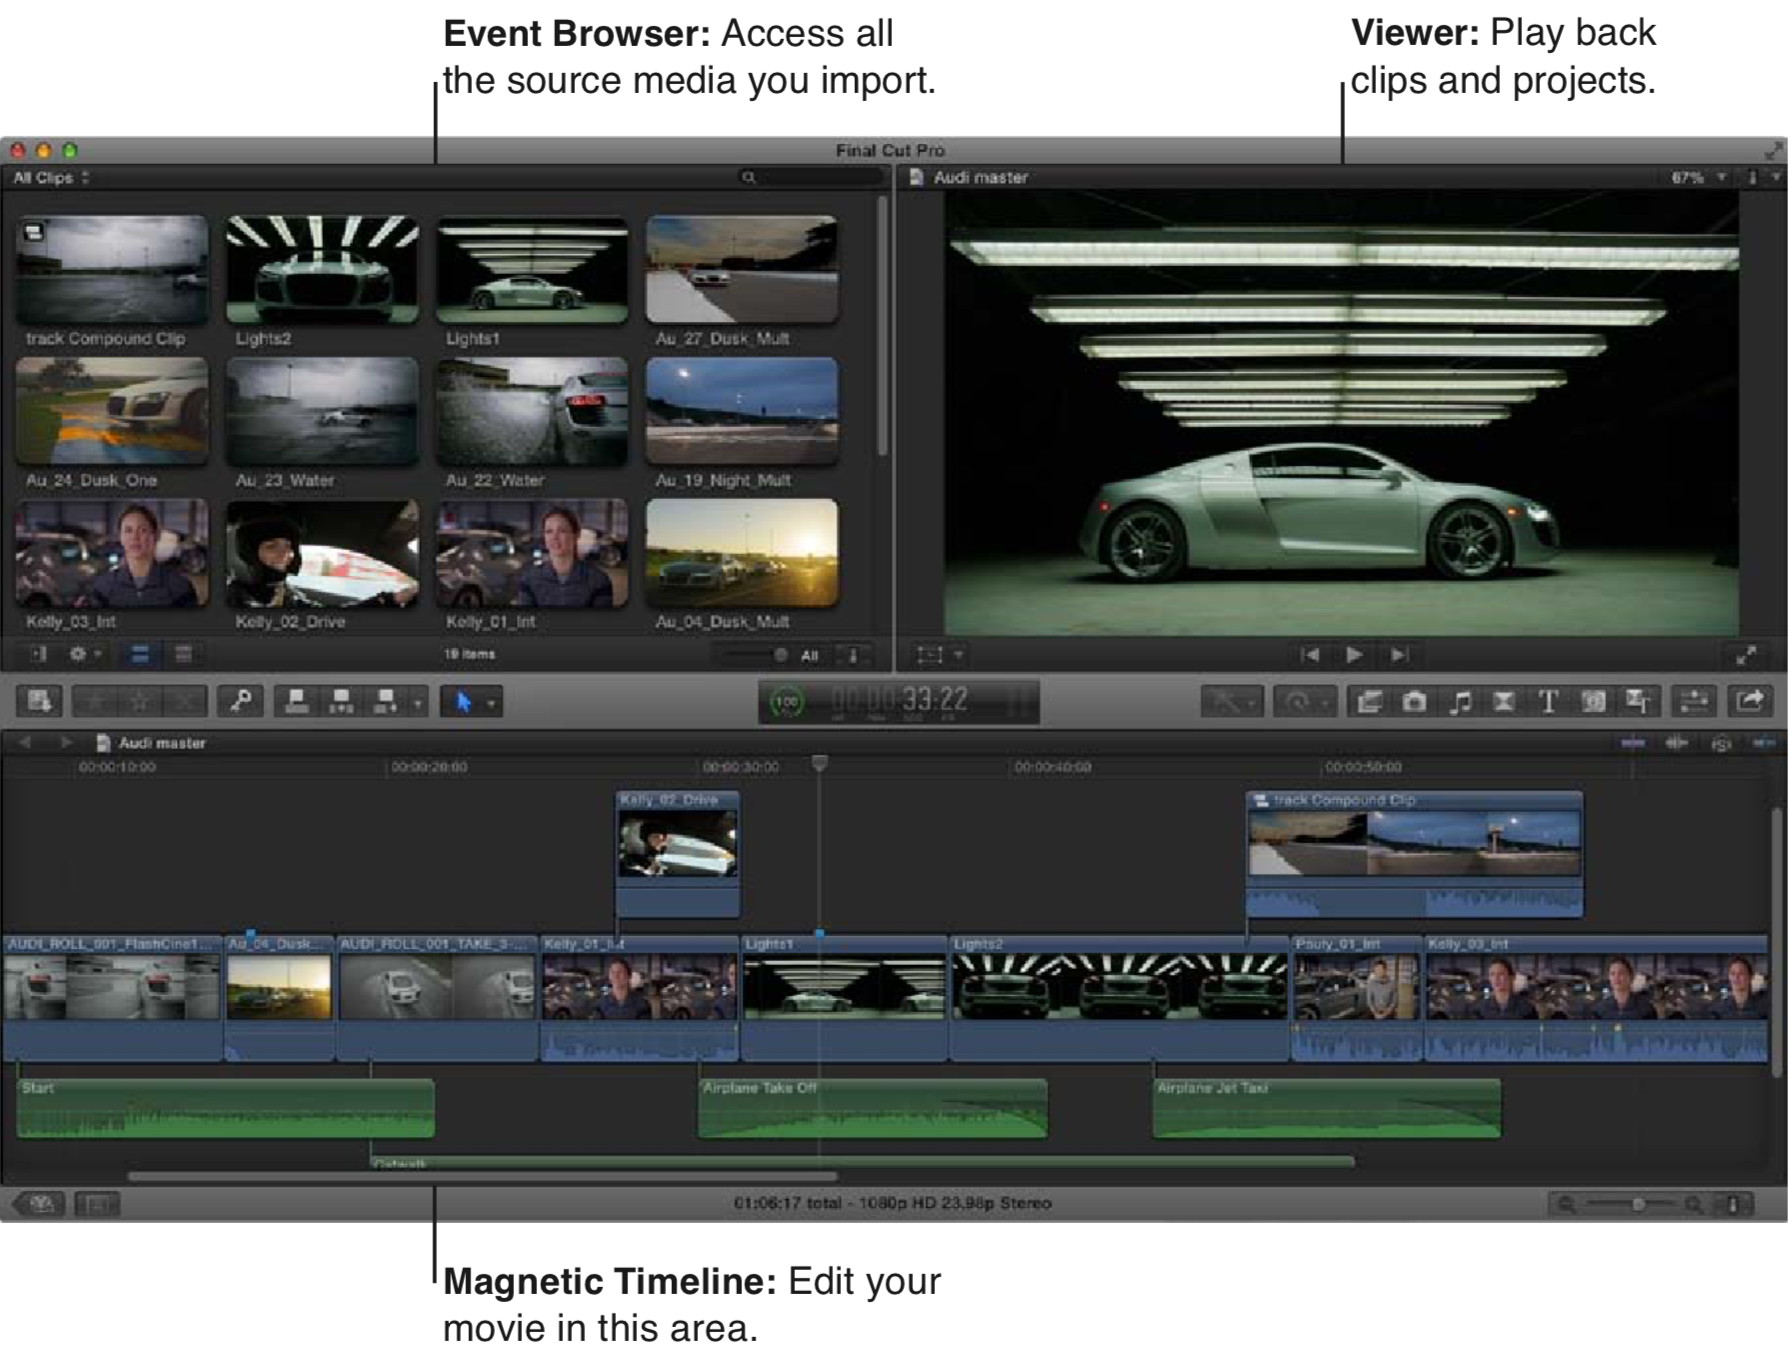 Event Browser: Access all
the source media you import.
Viewer: Play back
clips and projects.
Final Cut Pro
All Clips
Audi master
67%
track Compound Clip
Lights2
Lights1
Au_27_Dusk_Mult
Au_24_Dusk_One
Au_23_Water
Au_22_Water
Au_19_Night_Mult
Kelly_03_Int
Kelly_02_Drive
Kelly_01_Int
Au_04_Dusk_Mult
19 items
All
100
00:00:33:22
T
Audi master
00:00:10:00
00:00:20:00
00:00:30:00
00:00:40:00
00:00:50:00
Kelly_02_Drive
track Compound Clip
AUDI_ROLL_001_FlashCine1...
Au_04_Dusk...
AUDI_ROLL_001_TAKE_3-...
Kelly_01_Int
Lights1
Lights2
Pauly_01_Int
Kelly_03_Int
Start
Airplane Take Off
Airplane Jet Taxi
Catwalk
01:06:17 total - 1080p HD 23.98p Stereo
Magnetic Timeline: Edit your
movie in this area.